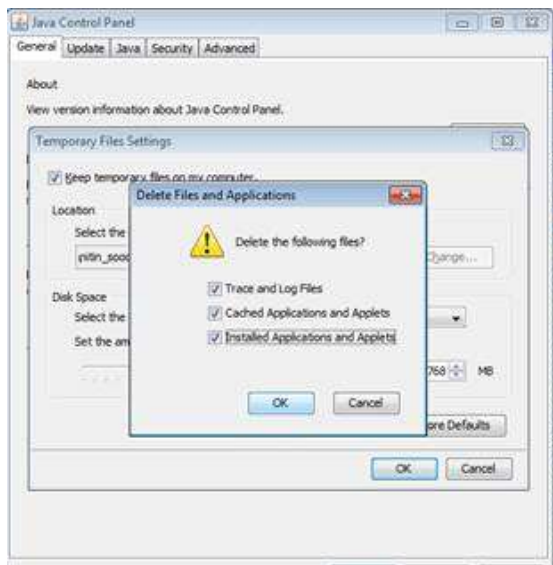 Java Control Panel
General Update Java Security Advanced
About
View version information about Java Control Panel.
Temporary Files Settings
Keep temporary files on my computer.
Delete Files and Applications
Location
Select the
Delete the following files?
Change...
Trace and Log Files
Disk Space
Select the
Cached Applications and Applets
Set the am
Installed Applications and Applets
768 MB
OK Cancel
ore Defaults
OK Cancel